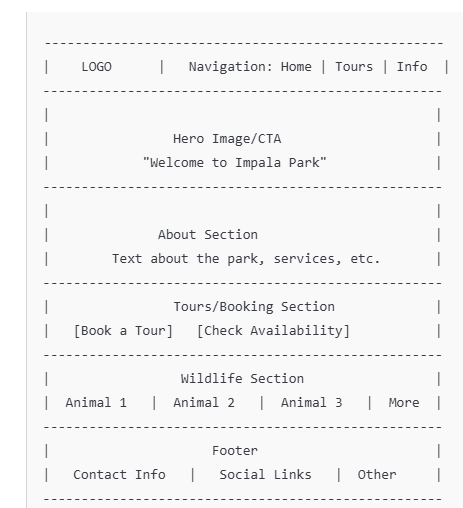 -----------------------------------------------------
|    LOGO      |   Navigation: Home | Tours | Info  |
-----------------------------------------------------
|                                                   |
|                Hero Image/CTA                     |
|            "Welcome to Impala Park"               |
-----------------------------------------------------
|                                                   |
|              About Section                        |
|        Text about the park, services, etc.        |
-----------------------------------------------------
|                Tours/Booking Section              |
|   [Book a Tour]   [Check Availability]            |
-----------------------------------------------------
|                 Wildlife Section                  |
|  Animal 1   |  Animal 2   |  Animal 3   |  More   |
-----------------------------------------------------
|                     Footer                        |
|   Contact Info   |   Social Links   |  Other      |
-----------------------------------------------------